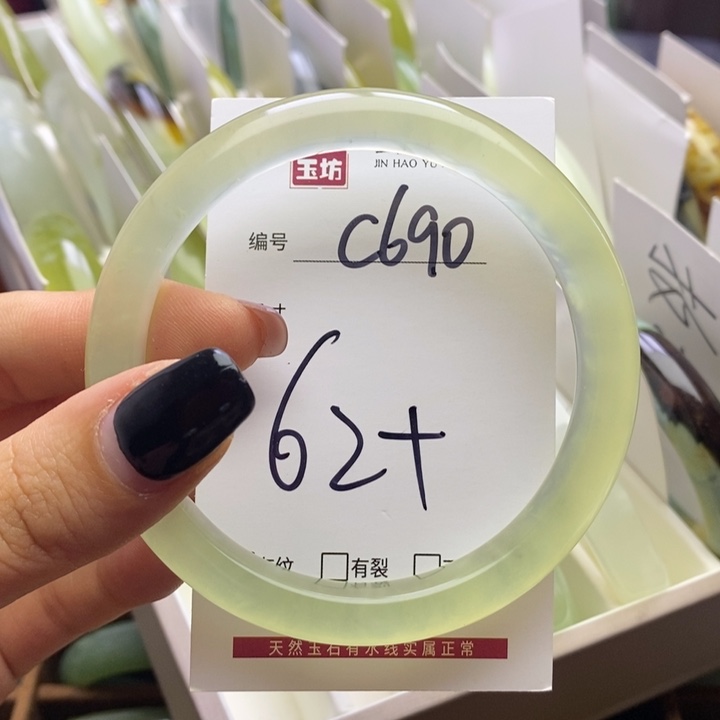 玉坊
JIN HAO YU
编号 C690
62+
纹 有裂
天然玉石有水线实属正常